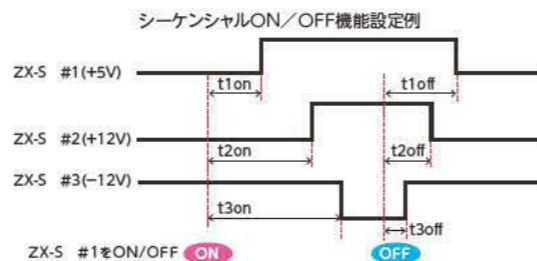 シーケンシャルON／OFF機能設定例
ZX-S #1(+5V)
t1on
t1off
ZX-S #2(+12V)
t2on
t2off
ZX-S #3(−12V)
t3on
t3off
ZX-S #1をON/OFF ON OFF